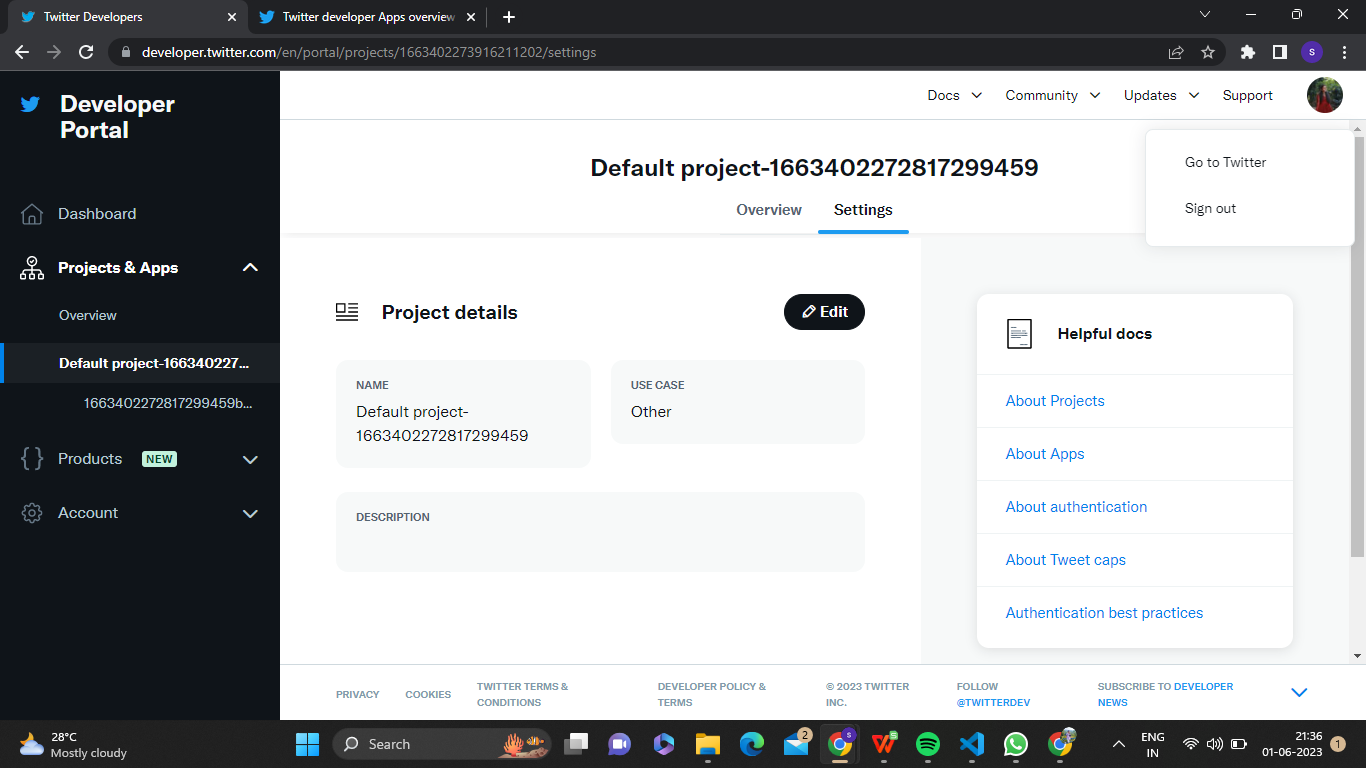 Twitter Developers
Twitter developer Apps overview
developer.twitter.com/en/portal/projects/1663402273916211202/settings
s
Developer
Portal
Docs
Community
Updates
Support
Go to Twitter
Sign out
Default project-1663402272817299459
Overview
Settings
Dashboard
Projects & Apps
Overview
Default project-166340227...
1663402272817299459b...
Products NEW
Account
Project details
Edit
NAME
Default project-
1663402272817299459
USE CASE
Other
DESCRIPTION
Helpful docs
About Projects
About Apps
About authentication
About Tweet caps
Authentication best practices
PRIVACY
COOKIES
TWITTER TERMS &
CONDITIONS
DEVELOPER POLICY &
TERMS
© 2023 TWITTER
INC.
FOLLOW
@TWITTERDEV
SUBSCRIBE TO DEVELOPER
NEWS
28°C
Mostly cloudy
Search
2
s
ENG
IN
21:36
01-06-2023
1